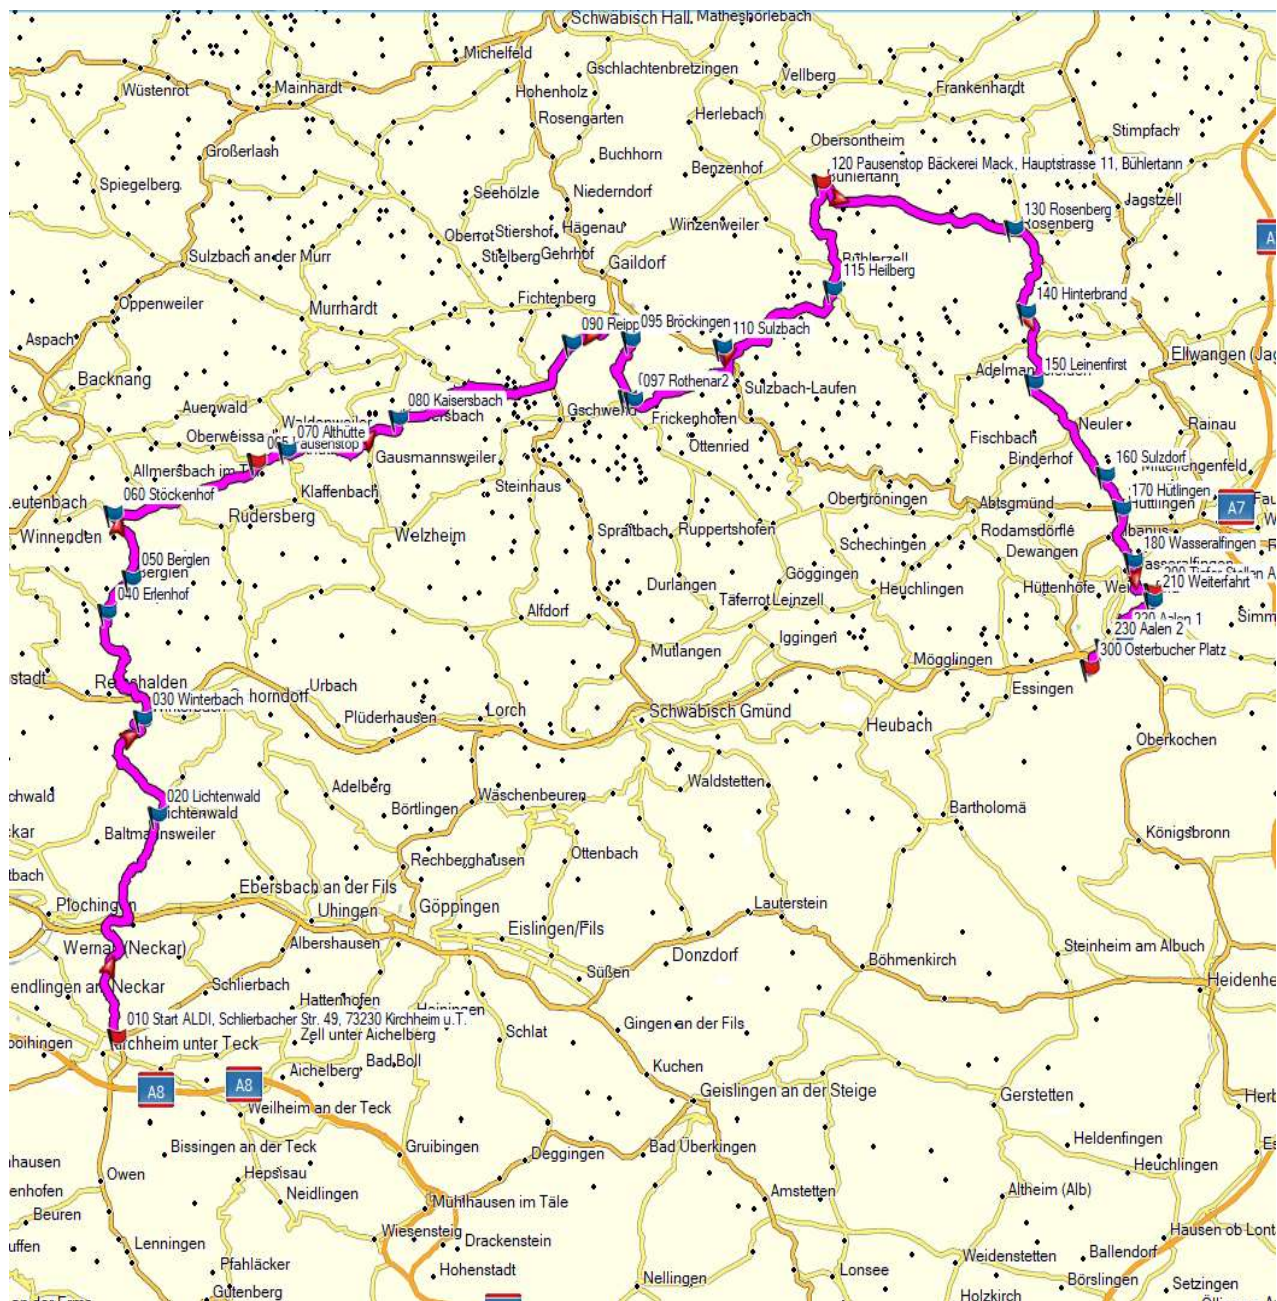 Schwäbisch Hall
Matheshörlebach
Michelfeld
Gschlachtenbretzingen
Vellberg
Wüstenrot
Mainhardt
Hohenholz
Frankenhardt
Rosengarten
Herlebach
Stimpfach
Großerlach
Buchhorn
Obersontheim
Spiegelberg
Seehölzle
Niederndorf
Benzenhof
120 Pausenstop Bäckerei Mack, Hauptstrasse 11, Bühlertann
Jagstzell
130 Rosenberg
Rosenberg
Oberrot
Stiershof
Hägenau
Winzenweiler
Stielberg
Gehrhof
Sulzbach an der Murr
Gaildorf
115 Heilberg
Oppenweiler
Murrhardt
Fichtenberg
140 Hinterbrand
Aspach
090 Reipp
095 Bröckingen
110 Sulzbach
Ellwangen (Jag
150 Leinenfirst
Backnang
097 Rothenar2
Sulzbach-Laufen
080 Kaisersbach
Auenwald
Gschwend
Frickenhofen
Neuler
Rainau
070 Althütte
Ottenried
Fischbach
Gausmannsweiler
Binderhof
160 Sulzdorf
Allmersbach im T
Klaffenbach
Steinhaus
060 Stöckenhof
170 Hütlingen
Obergröningen
Abtsgmünd
A7
Rudersberg
Winnenden
Welzheim
Spraitbach
Ruppertshofen
Rodamsdörfle
Schechingen
Dewangen
180 Wasseralfingen
050 Berglen
Göggingen
Durlangen
Heuchlingen
Hüttenhöfe
210 Weiterfahrt
040 Erlenhof
Täferrot
Leinzell
Alfdorf
220 Aalen 1
230 Aalen 2
Iggingen
Mutlangen
300 Osterbucher Platz
Mögglingen
Essingen
Urbach
030 Winterbach
Plüderhausen
Lorch
Schwäbisch Gmünd
Heubach
Oberkochen
Adelberg
Waldstetten
020 Lichtenwald
Lichtenwald
Börtlingen
Wäschenbeuren
Bartholomä
Baltmannsweiler
Königsbronn
Rechberghausen
Ottenbach
Ebersbach an der Fils
Plochingen
Uhingen
Göppingen
Lauterstein
Eislingen/Fils
Albershausen
Donzdorf
Steinheim am Albuch
Böhmenkirch
Süßen
Schlierbach
Heidenhe
Hattenhofen
010 Start ALDI, Schlierbacher Str. 49, 73230 Kirchheim u.T.
Schlat
Gingen an der Fils
Kirchheim unter Teck
Zell unter Aichelberg
Bad Boll
Aichelberg
Kuchen
A8
A8
Geislingen an der Steige
Gerstetten
Weilheim an der Teck
Bissingen an der Teck
Gruibingen
Deggingen
Bad Überkingen
Heldenfingen
Heuchlingen
Owen
Hepsisau
Neidlingen
Mühlhausen im Täle
Amstetten
Altheim (Alb)
Beuren
Wiesensteig
Drackenstein
Hausen ob Lont
Lenningen
Weidenstetten
Ballendorf
Pfahläcker
Hohenstadt
Nellingen
Lonsee
Börslingen
Setzingen
Gutenberg
Holzkirch